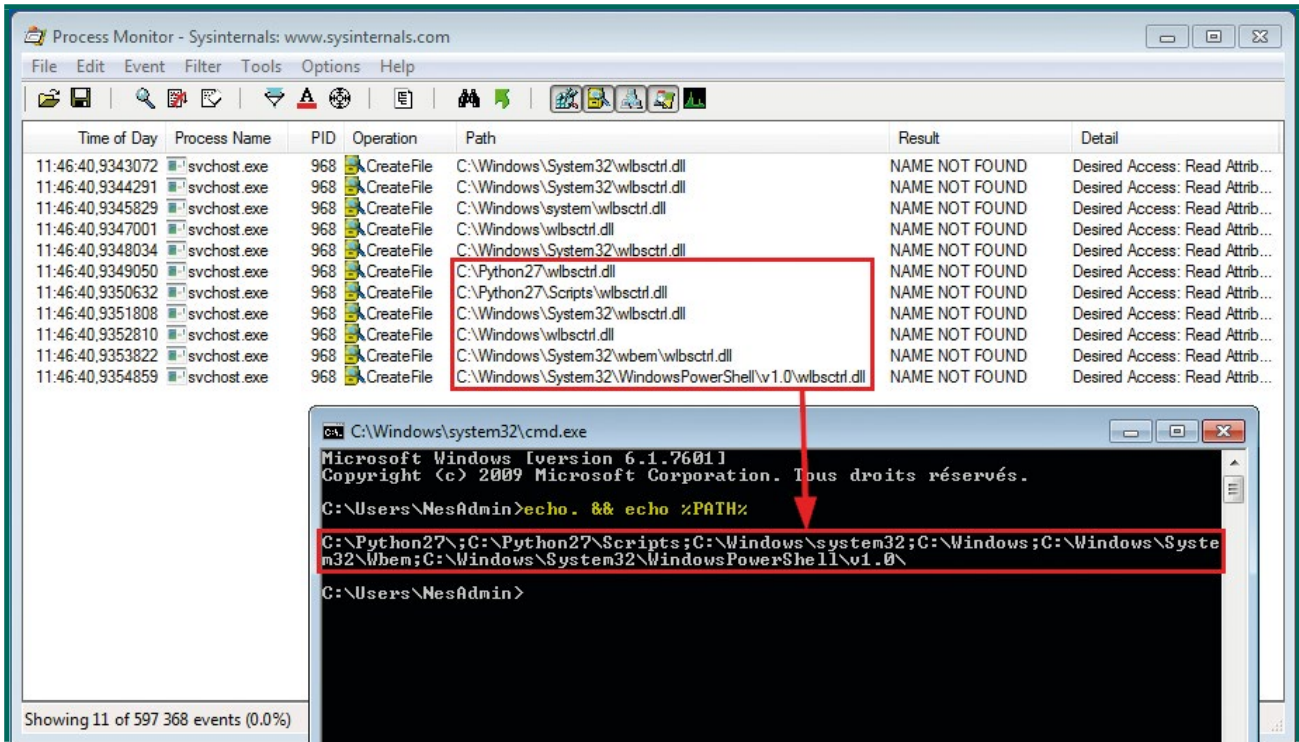 Process Monitor - Sysinternals: www.sysinternals.com
File Edit Event Filter Tools Options Help
Time of Day Process Name PID Operation Path Result Detail
11:46:40,9343072 svchost.exe 968 CreateFile C:\Windows\System32\wlbsctrl.dll NAME NOT FOUND Desired Access: Read Attrib...
11:46:40,9344291 svchost.exe 968 CreateFile C:\Windows\System32\wlbsctrl.dll NAME NOT FOUND Desired Access: Read Attrib...
11:46:40,9345829 svchost.exe 968 CreateFile C:\Windows\system\wlbsctrl.dll NAME NOT FOUND Desired Access: Read Attrib...
11:46:40,9347001 svchost.exe 968 CreateFile C:\Windows\wlbsctrl.dll NAME NOT FOUND Desired Access: Read Attrib...
11:46:40,9348034 svchost.exe 968 CreateFile C:\Windows\System32\wlbsctrl.dll NAME NOT FOUND Desired Access: Read Attrib...
11:46:40,9349050 svchost.exe 968 CreateFile C:\Python27\wlbsctrl.dll NAME NOT FOUND Desired Access: Read Attrib...
11:46:40,9350632 svchost.exe 968 CreateFile C:\Python27\Scripts\wlbsctrl.dll NAME NOT FOUND Desired Access: Read Attrib...
11:46:40,9351808 svchost.exe 968 CreateFile C:\Windows\System32\wlbsctrl.dll NAME NOT FOUND Desired Access: Read Attrib...
11:46:40,9352810 svchost.exe 968 CreateFile C:\Windows\wlbsctrl.dll NAME NOT FOUND Desired Access: Read Attrib...
11:46:40,9353822 svchost.exe 968 CreateFile C:\Windows\System32\wbem\wlbsctrl.dll NAME NOT FOUND Desired Access: Read Attrib...
11:46:40,9354859 svchost.exe 968 CreateFile C:\Windows\System32\WindowsPowerShell\v1.0\wlbsctrl.dll NAME NOT FOUND Desired Access: Read Attrib...
C:\Windows\system32\cmd.exe
Microsoft Windows [version 6.1.7601]
Copyright (c) 2009 Microsoft Corporation. Tous droits réservés.
C:\Users\NesAdmin>echo. && echo %PATH%
C:\Python27\;C:\Python27\Scripts;C:\Windows\system32;C:\Windows;C:\Windows\Syste
m32\Wbem;C:\Windows\System32\WindowsPowerShell\v1.0\
C:\Users\NesAdmin>
Showing 11 of 597 368 events (0.0%)